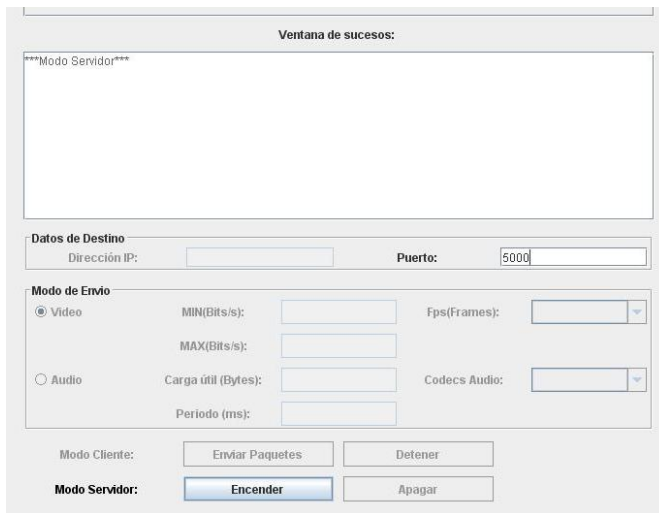 Ventana de sucesos:
***Modo Servidor***
Datos de Destino
Dirección IP: Puerto: 5000
Modo de Envio
Video MIN(Bits/s): Fps(Frames):
MAX(Bits/s):
Audio Carga útil (Bytes): Codecs Audio:
Periodo (ms):
Modo Cliente: Enviar Paquetes Detener
Modo Servidor: Encender Apagar